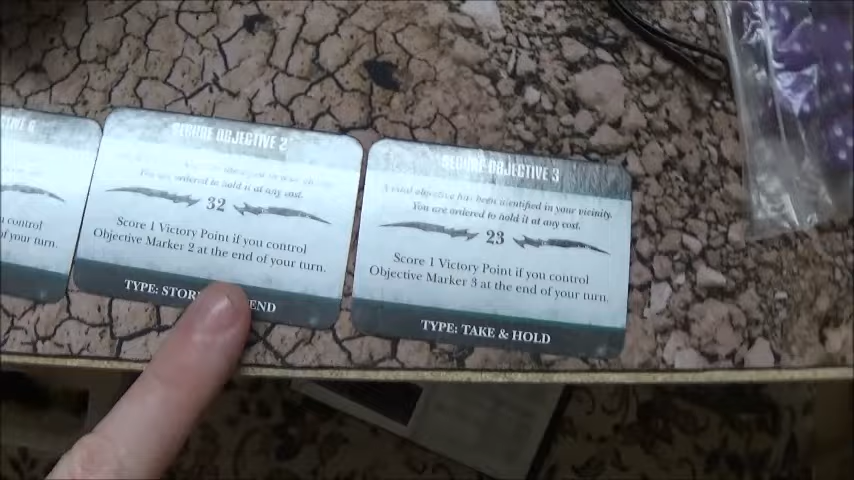 TIVE 6
control
of your turn.
SECURE OBJECTIVE 2
You are ordered to hold it at any cost.
32
Score 1 Victory Point if you control
Objective Marker 2 at the end of your turn.
TYPE: STOR END
SECURE OBJECTIVE 3
A vital objective has been identified in your vicinity.
You are ordered to hold it at any cost.
23
Score 1 Victory Point if you control
Objective Marker 3 at the end of your turn.
TYPE: TAKE & HOLD